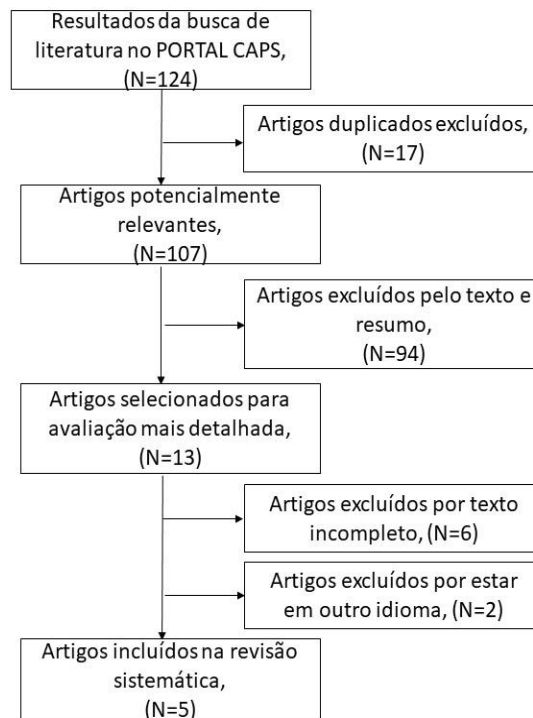 Resultados da busca de
literatura no PORTAL CAPS,
(N=124)
Artigos duplicados excluídos,
(N=17)
Artigos potencialmente
relevantes,
(N=107)
Artigos excluídos pelo texto e
resumo,
(N=94)
Artigos selecionados para
avaliação mais detalhada,
(N=13)
Artigos excluídos por texto
incompleto, (N=6)
Artigos excluídos por estar
em outro idioma, (N=2)
Artigos incluídos na revisão
sistemática,
(N=5)